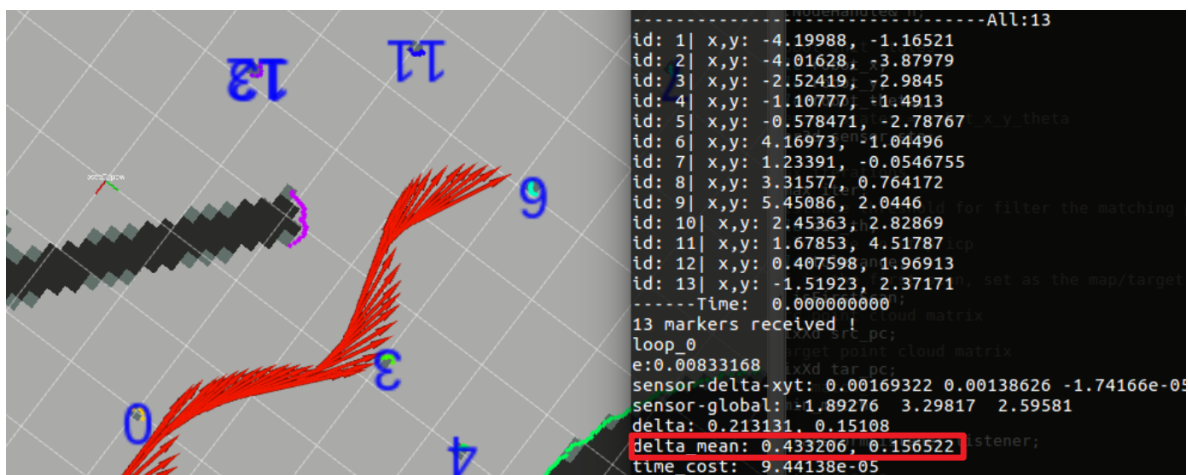 11
3
0
4
----------------------------------All:13
id: 1| x,y: -4.19988, -1.16521
id: 2| x,y: -4.01628, -3.87979
id: 3| x,y: -2.52419, -2.9845
id: 4| x,y: -1.10777, -1.4913
id: 5| x,y: -0.578471, -2.78767
id: 6| x,y: 4.16973, -1.04496
id: 7| x,y: 1.23391, -0.0546755
id: 8| x,y: 3.31577, 0.764172
id: 9| x,y: 5.45086, 2.0446
id: 10| x,y: 2.45363, 2.82869
id: 11| x,y: 1.67853, 4.51787
id: 12| x,y: 0.407598, 1.96913
id: 13| x,y: -1.51923, 2.37171
------Time:  0.000000000
13 markers received !
loop_0
e:0.00833168
sensor-delta-xyt: 0.00169322 0.00138626 -1.74166e-05
sensor-global: -1.89276  3.29817  2.59581
delta: 0.213131, 0.15108
delta_mean: 0.433206, 0.156522
time_cost:  9.44138e-05